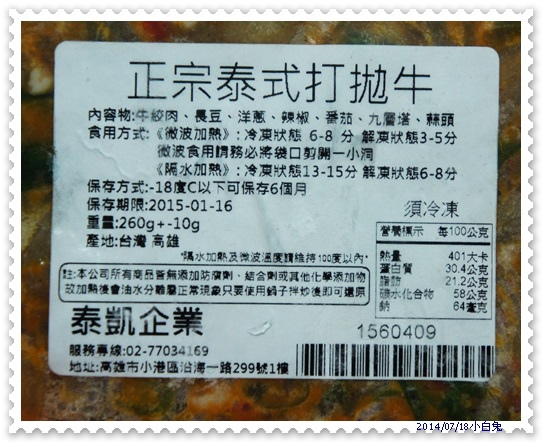 正宗泰式打拋牛
內容物:牛絞肉、長豆、洋蔥、辣椒、番茄、九層塔、蒜頭
食用方式:《微波加熱》:冷凍狀態 6-8 分 解凍狀態3-5分
微波食用請務必將袋口剪開一小洞
《隔水加熱》:冷凍狀態13-15分 解凍狀態6-8分
保存方式:-18度C以下可保存6個月
保存期限:2015-01-16
重量:260g+-10g
產地:台灣 高雄
須冷凍
*隔水加熱及微波溫度請維持100度以內*
註:本公司所有商品皆無添加防腐劑、結合劑或其他化學添加物
故加熱後會油水分離屬正常現象只要使用鍋子拌炒後即可還原
營養標示 每100公克
熱量 401大卡
蛋白質 30.4公克
脂肪 21.2公克
碳水化合物 58公克
鈉 64毫克
泰凱企業
1560409
服務專線:02-77034169
地址:高雄市小港區沿海一路299號1樓
2014/07/18小白兔